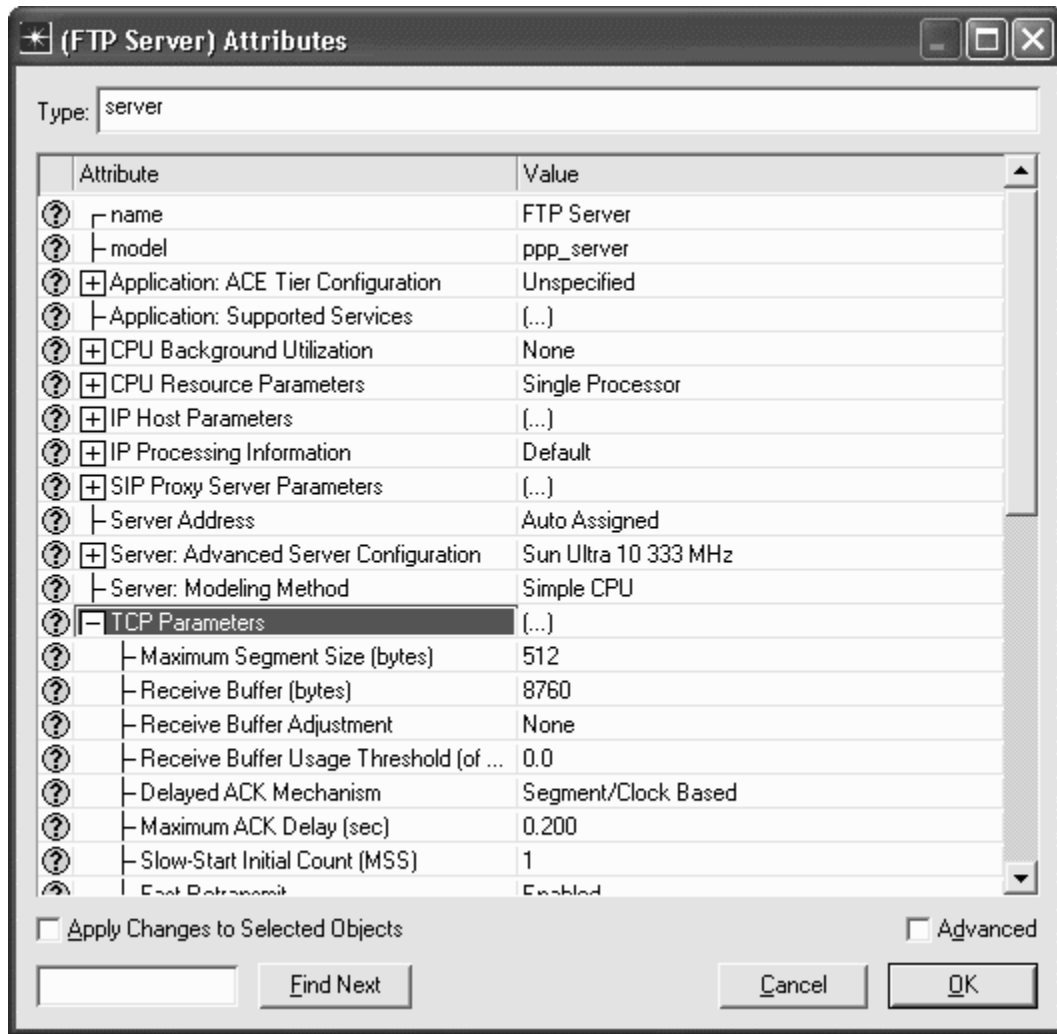 (FTP Server) Attributes
Type: server
Attribute Value
name FTP Server
model ppp_server
Application: ACE Tier Configuration Unspecified
Application: Supported Services (...)
CPU Background Utilization None
CPU Resource Parameters Single Processor
IP Host Parameters (...)
IP Processing Information Default
SIP Proxy Server Parameters (...)
Server Address Auto Assigned
Server: Advanced Server Configuration Sun Ultra 10 333 MHz
Server: Modeling Method Simple CPU
TCP Parameters (...)
Maximum Segment Size (bytes) 512
Receive Buffer (bytes) 8760
Receive Buffer Adjustment None
Receive Buffer Usage Threshold (of ... 0.0
Delayed ACK Mechanism Segment/Clock Based
Maximum ACK Delay (sec) 0.200
Slow-Start Initial Count (MSS) 1
Fast Retransmit Enabled
Apply Changes to Selected Objects Advanced
Find Next Cancel OK